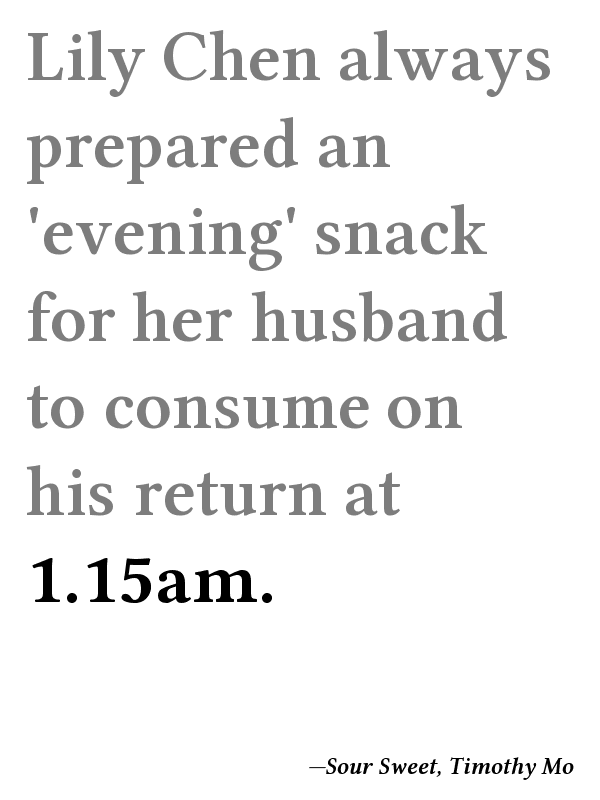 Lily Chen always
prepared an
'evening' snack
for her husband
to consume on
his return at
1.15am.
—Sour Sweet, Timothy Mo